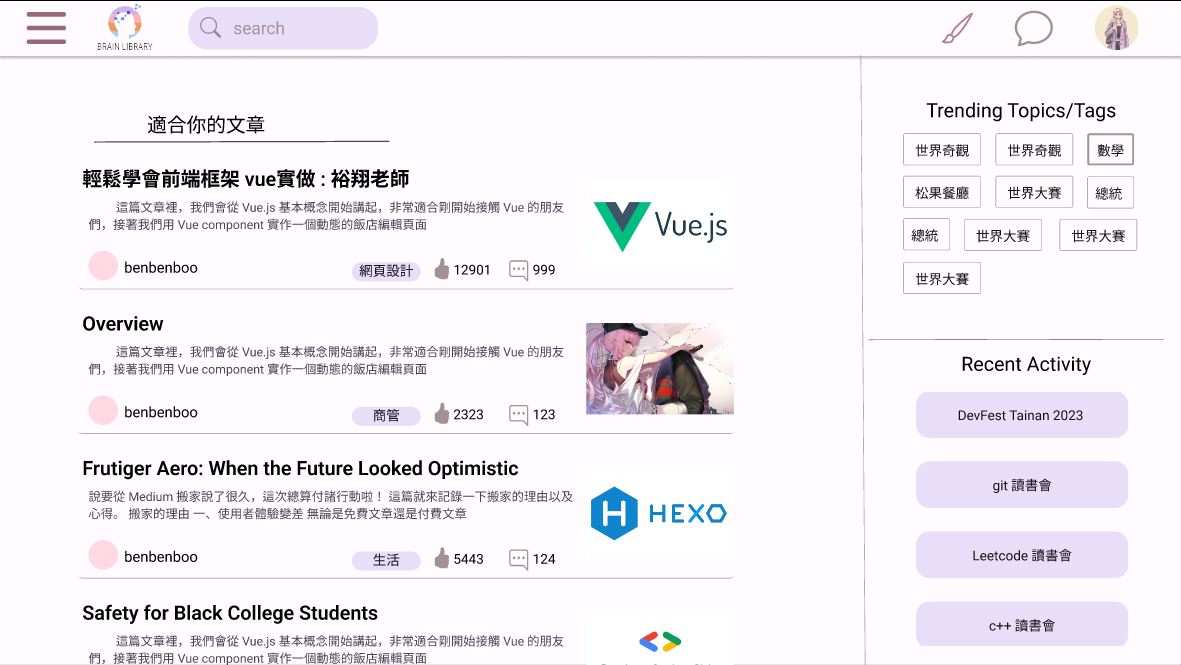 BRAIN LIBRARY
search
適合你的文章
輕鬆學會前端框架 vue實做 : 裕翔老師
這篇文章裡，我們會從 Vue.js 基本概念開始講起，非常適合剛開始接觸 Vue 的朋友
們，接著我們用 Vue component 實作一個動態的飯店編輯頁面
Vue.js
benbenboo
網頁設計
12901
999
Overview
這篇文章裡，我們會從 Vue.js 基本概念開始講起，非常適合剛開始接觸 Vue 的朋友
們，接著我們用 Vue component 實作一個動態的飯店編輯頁面
benbenboo
商管
2323
123
Frutiger Aero: When the Future Looked Optimistic
說要從 Medium 搬家說了很久，這次總算付諸行動啦！ 這篇就來記錄一下搬家的理由以及
心得。 搬家的理由 一、使用者體驗變差 無論是免費文章還是付費文章
HEXO
benbenboo
生活
5443
124
Safety for Black College Students
這篇文章裡，我們會從 Vue.js 基本概念開始講起，非常適合剛開始接觸 Vue 的朋友
們，接著我們用 Vue component 實作一個動態的飯店編輯頁面
Trending Topics/Tags
世界奇觀
世界奇觀
數學
松果餐廳
世界大賽
總統
總統
世界大賽
世界大賽
世界大賽
Recent Activity
DevFest Tainan 2023
git 讀書會
Leetcode 讀書會
c++ 讀書會